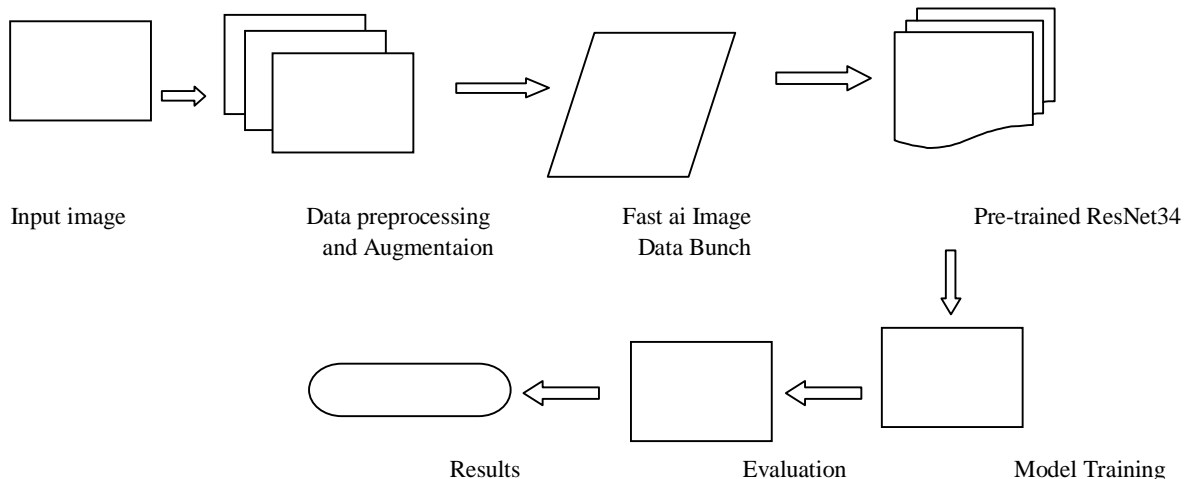 Input image
Data preprocessing
and Augmentaion
Fast ai Image
Data Bunch
Pre-trained ResNet34
Results
Evaluation
Model Training